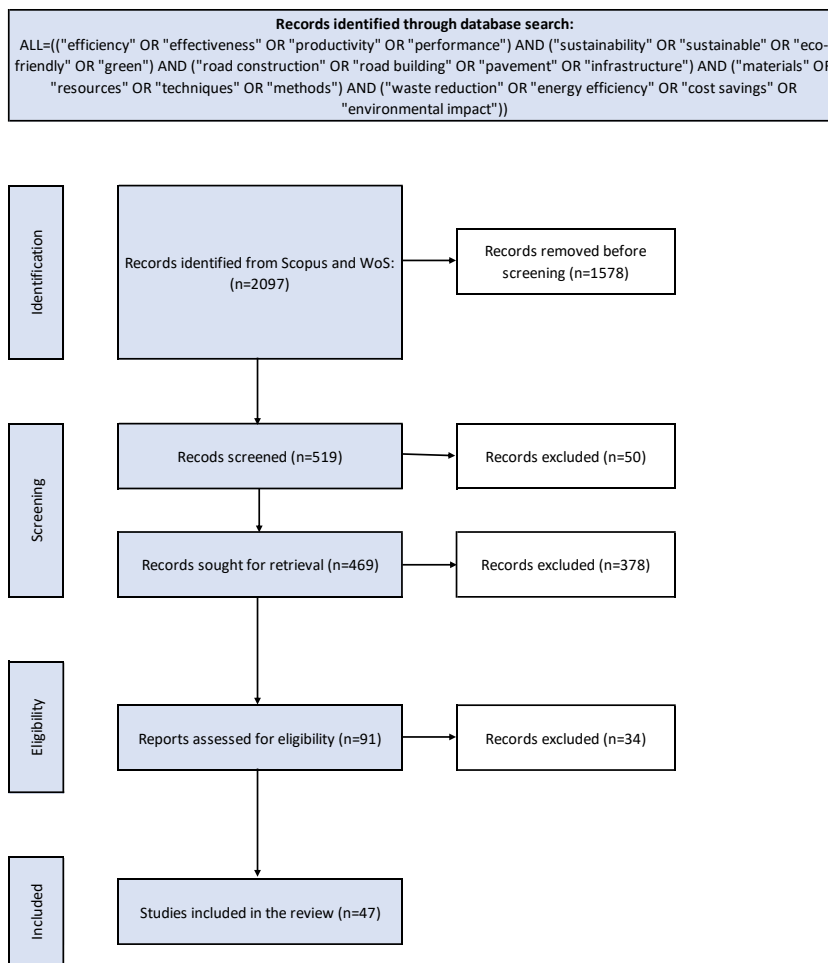 Records identified through database search:
ALL=(("efficiency" OR "effectiveness" OR "productivity" OR "performance") AND ("sustainability" OR "sustainable" OR "eco-
friendly" OR "green") AND ("road construction" OR "road building" OR "pavement" OR "infrastructure") AND ("materials" OR
"resources" OR "techniques" OR "methods") AND ("waste reduction" OR "energy efficiency" OR "cost savings" OR
"environmental impact"))
Identification
Records identified from Scopus and WoS:
(n=2097)
Records removed before
screening (n=1578)
Screening
Recods screened (n=519)
Records excluded (n=50)
Records sought for retrieval (n=469)
Records excluded (n=378)
Eligibility
Reports assessed for eligibility (n=91)
Records excluded (n=34)
Included
Studies included in the review (n=47)